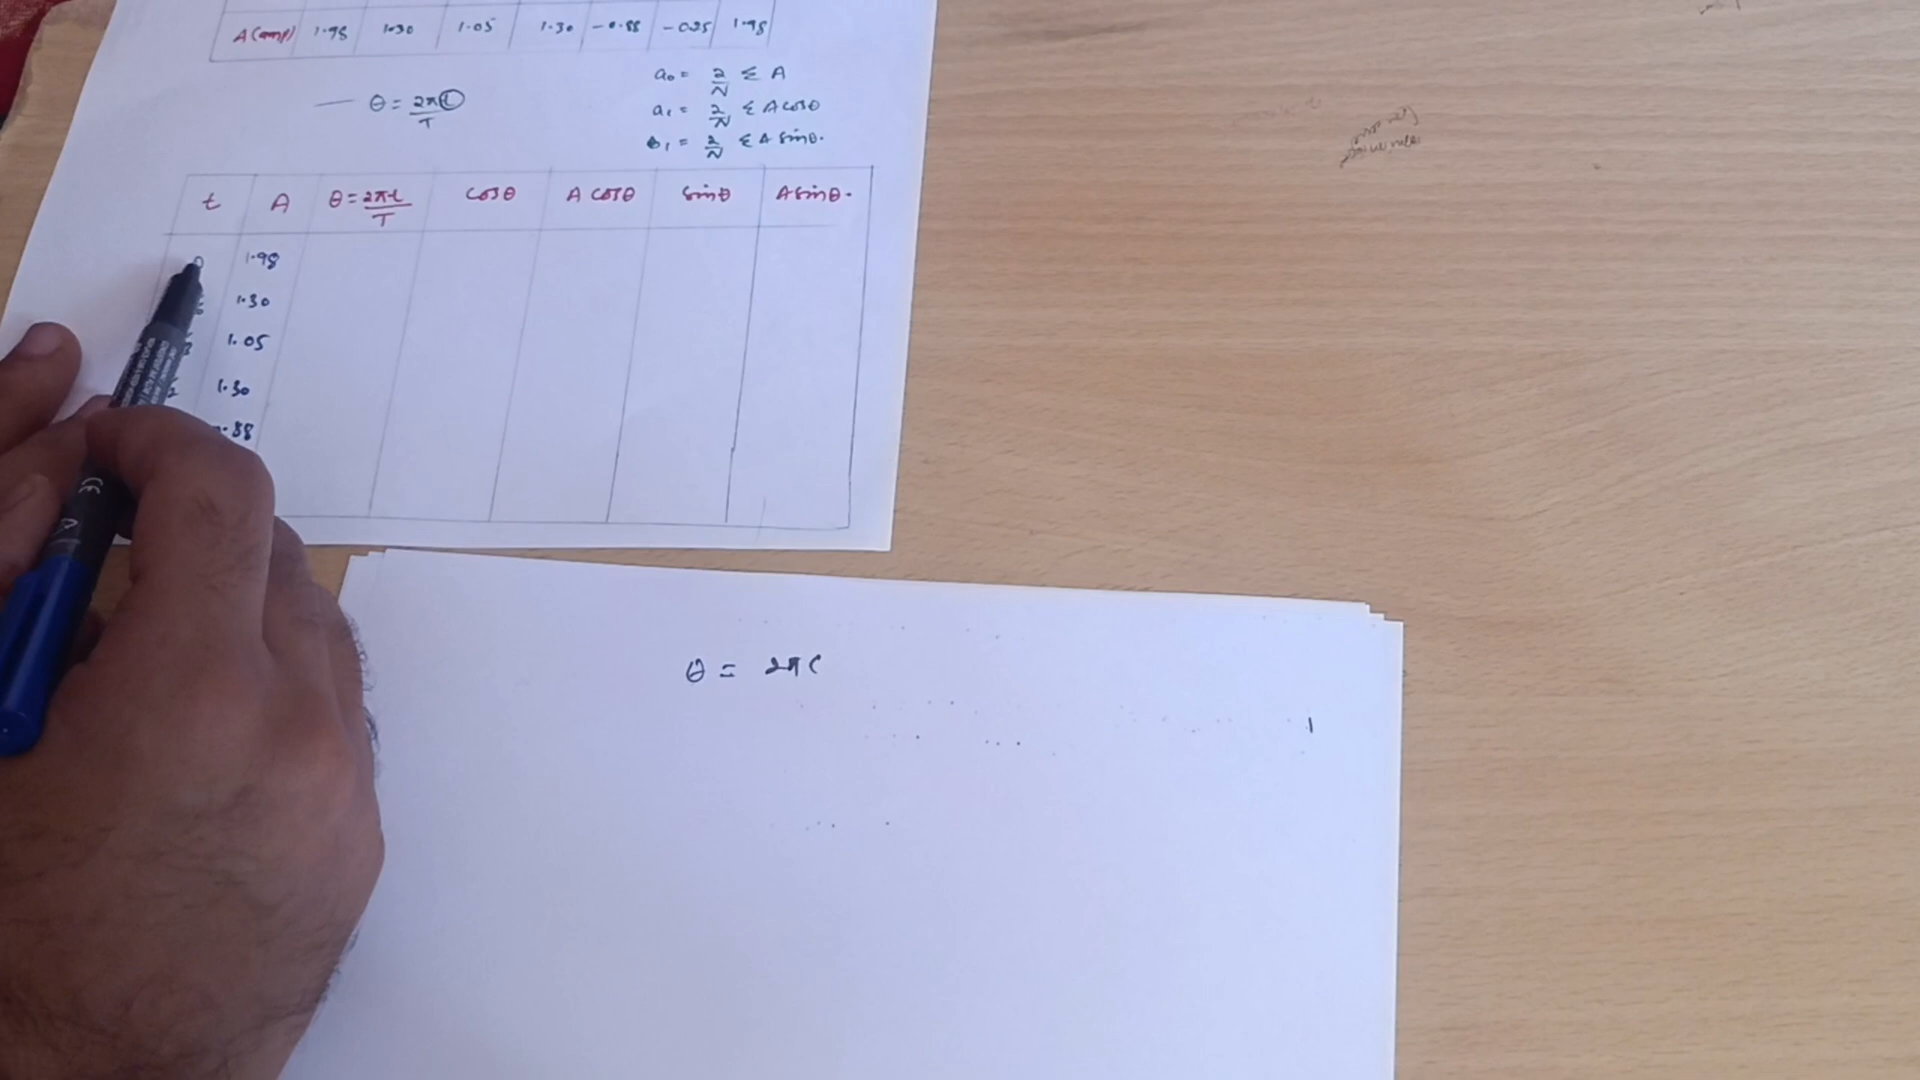 A(amp) 1.98 1.30 1.05 1.30 -0.88 -0.25 1.98
θ = 2πt/T
a₀ = 2/N Σ A
a₁ = 2/N Σ A cosθ
b₁ = 2/N Σ A sinθ.
t A θ = 2πt/T cosθ A cosθ sinθ A sinθ.
0 1.98
1.30
1.05
1.30
.88
θ = 2π(